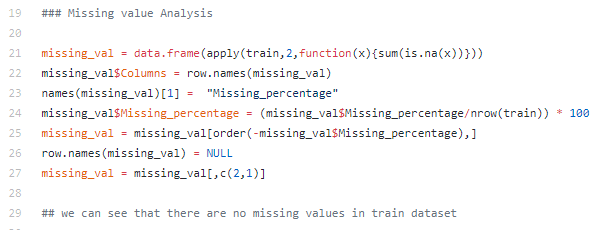 19 ### Missing value Analysis
20
21 missing_val = data.frame(apply(train,2,function(x){sum(is.na(x))}))
22 missing_val$Columns = row.names(missing_val)
23 names(missing_val)[1] =  "Missing_percentage"
24 missing_val$Missing_percentage = (missing_val$Missing_percentage/nrow(train)) * 100
25 missing_val = missing_val[order(-missing_val$Missing_percentage),]
26 row.names(missing_val) = NULL
27 missing_val = missing_val[,c(2,1)]
28
29 ## we can see that there are no missing values in train dataset